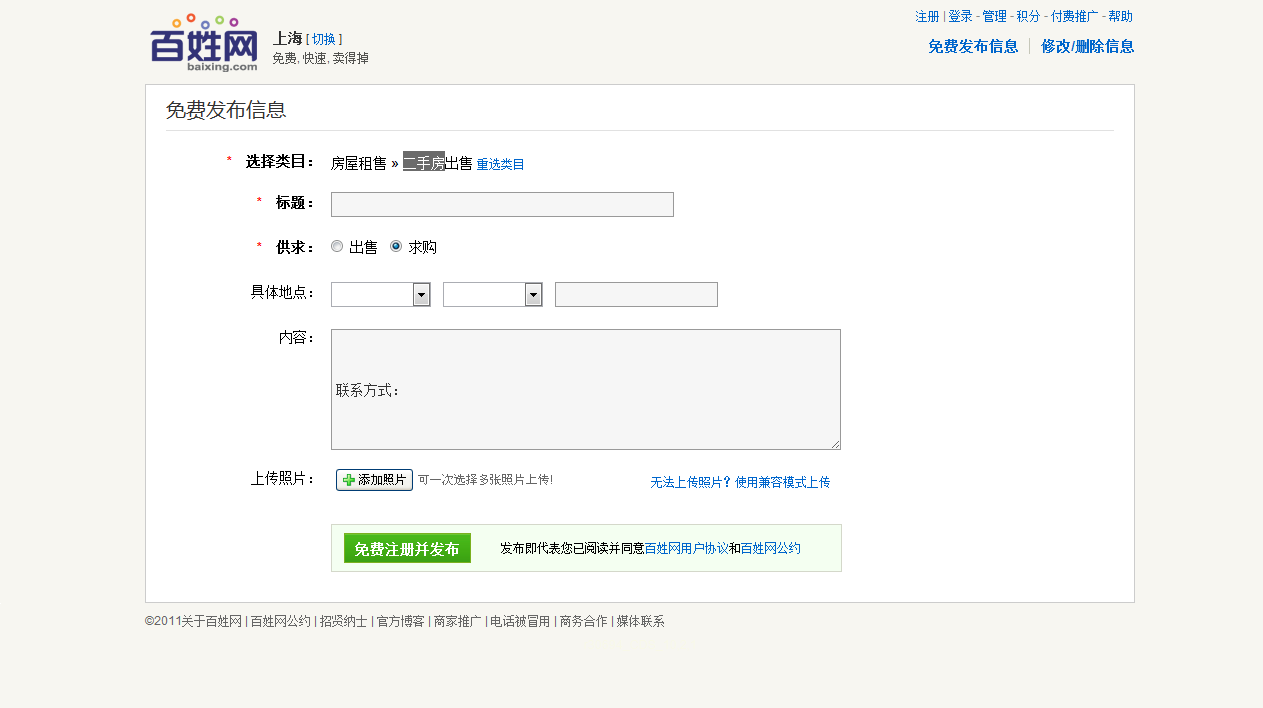 注册 | 登录 - 管理 - 积分 - 付费推广 - 帮助
百姓网
baixing.com
上海 [ 切换 ]
免费, 快速, 卖得掉
免费发布信息 | 修改/删除信息
免费发布信息
* 选择类目： 房屋租售 » 二手房出售 重选类目
* 标题：
* 供求： 出售 求购
具体地点：
内容：
联系方式：
上传照片： 添加照片 可一次选择多张照片上传! 无法上传照片？使用兼容模式上传
免费注册并发布 发布即代表您已阅读并同意百姓网用户协议和百姓网公约
©2011关于百姓网 | 百姓网公约 | 招贤纳士 | 官方博客 | 商家推广 | 电话被冒用 | 商务合作 | 媒体联系